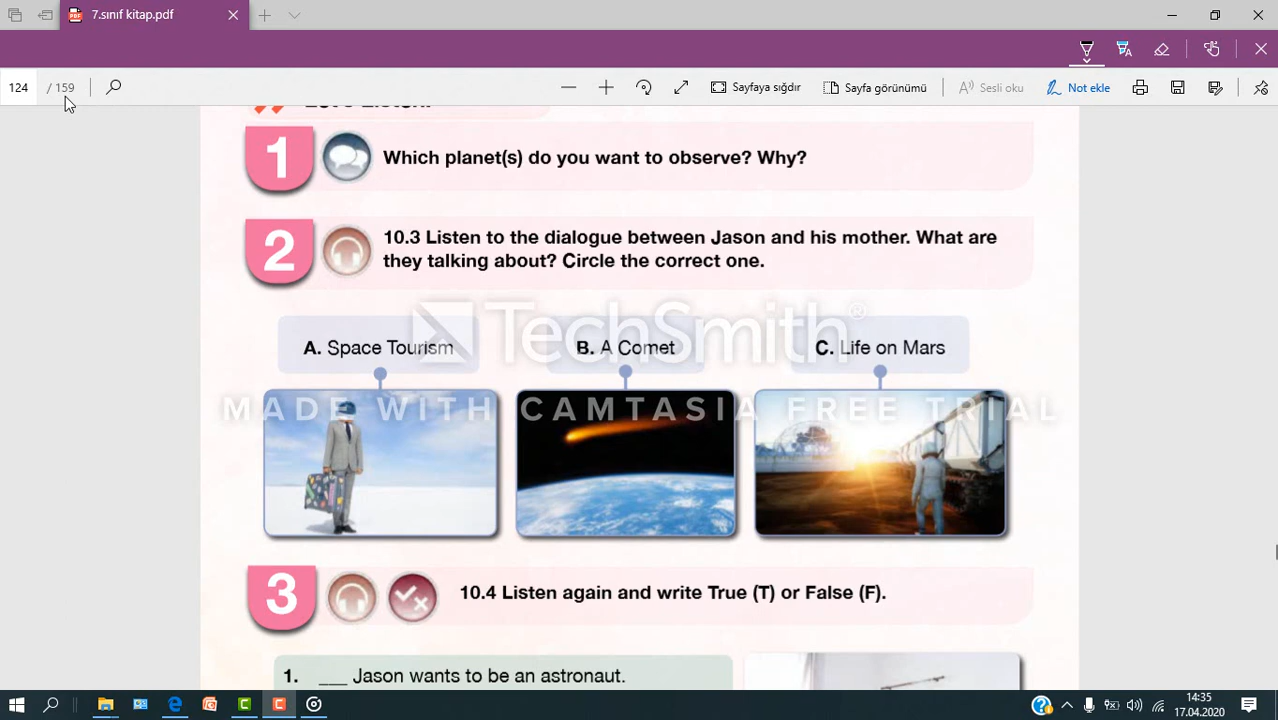 7.sınıf kitap.pdf
124 / 159
Sayfaya sığdır
Sayfa görünümü
Sesli oku
Not ekle
1 Which planet(s) do you want to observe? Why?
2 10.3 Listen to the dialogue between Jason and his mother. What are
they talking about? Circle the correct one.
TechSmith
A. Space Tourism
B. A Comet
C. Life on Mars
MADE WITH CAMTASIA FREE TRIAL
3 10.4 Listen again and write True (T) or False (F).
1. ___ Jason wants to be an astronaut.
14:35
17.04.2020